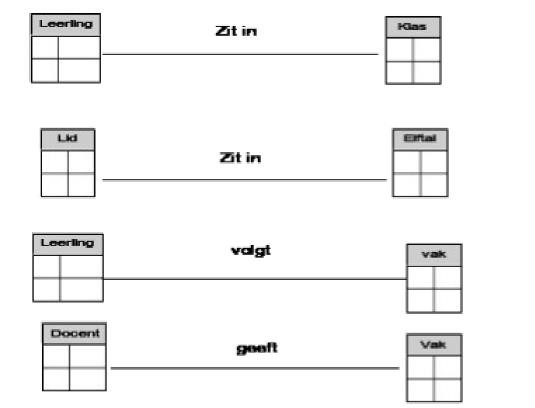 Leerling Zit in Klas
Lid Zit in Elftal
Leerling volgt vak
Docent geeft Vak